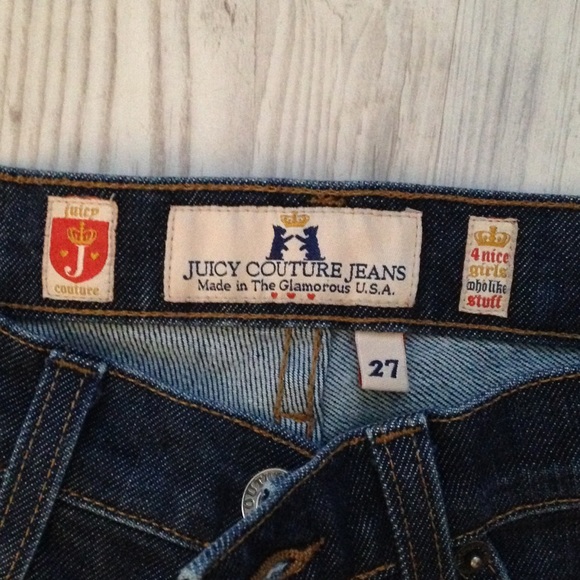 juicy
J
couture
JUICY COUTURE JEANS
Made in The Glamorous U.S.A.
4 nice
girls
who like
stuff
27